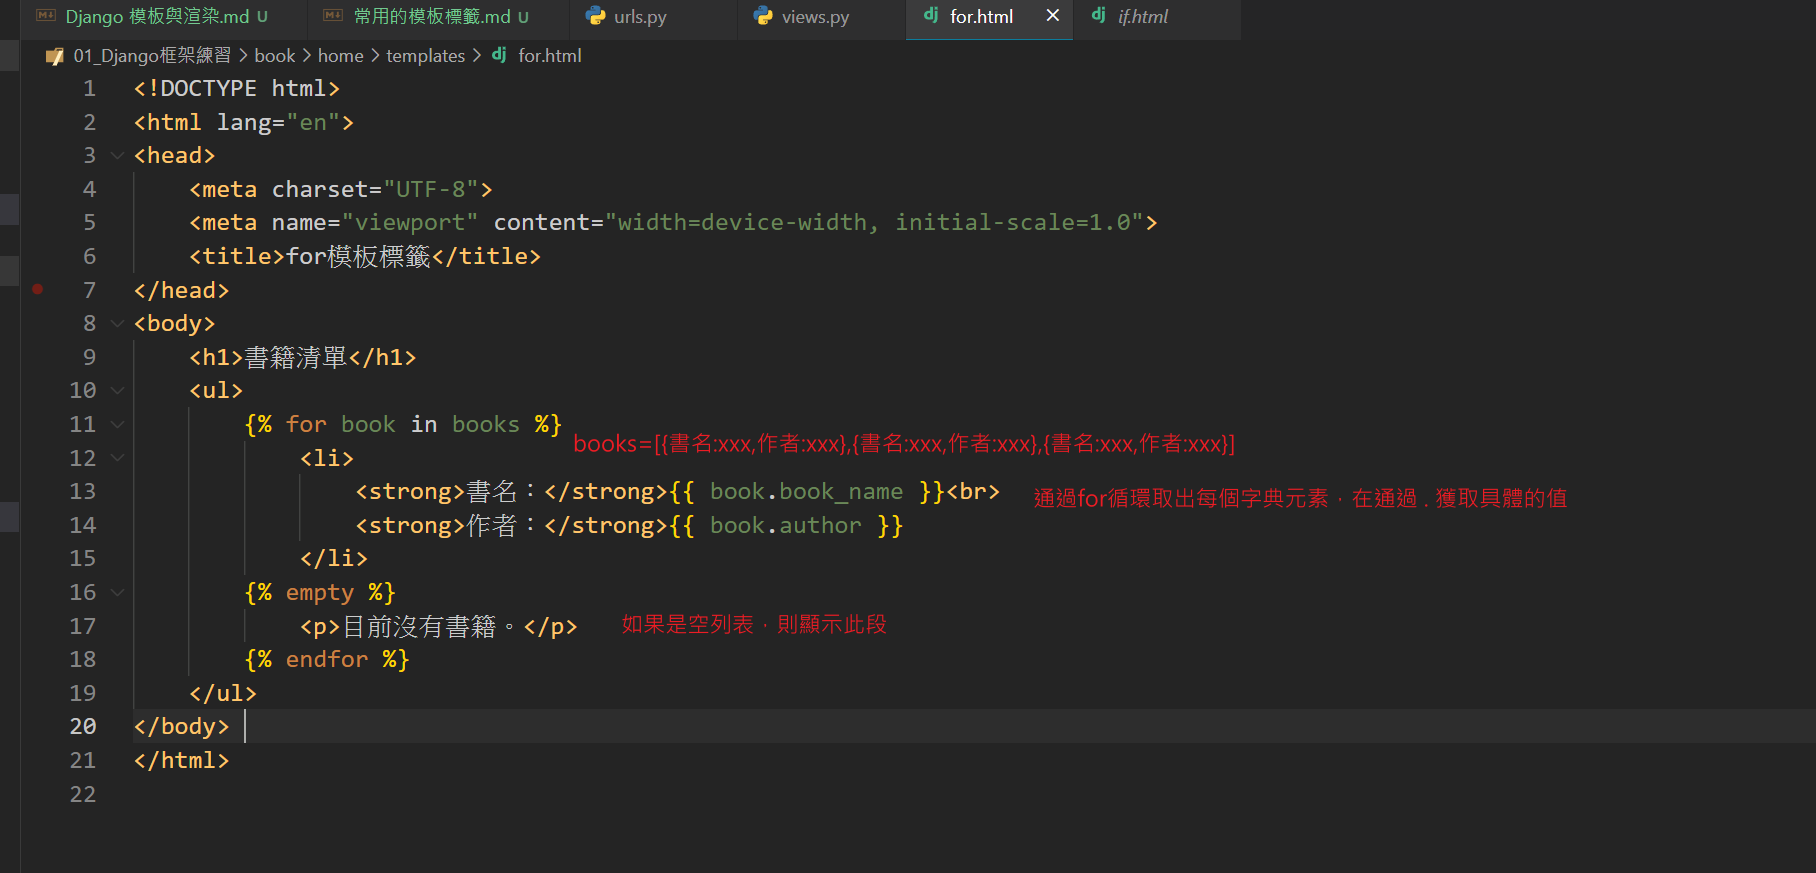 Django 模板與渲染.md U 常用的模板標籤.md U urls.py views.py for.html × if.html
01_Django框架練習 > book > home > templates > for.html
1 <!DOCTYPE html>
2 <html lang="en">
3 <head>
4 <meta charset="UTF-8">
5 <meta name="viewport" content="width=device-width, initial-scale=1.0">
6 <title>for模板標籤</title>
7 </head>
8 <body>
9 <h1>書籍清單</h1>
10 <ul>
11 {% for book in books %}
books=[{書名:xxx,作者:xxx},{書名:xxx,作者:xxx},{書名:xxx,作者:xxx}]
12 <li>
13 <strong>書名：</strong>{{ book.book_name }}<br> 通過for循環取出每個字典元素，在通過 . 獲取具體的值
14 <strong>作者：</strong>{{ book.author }}
15 </li>
16 {% empty %}
17 <p>目前沒有書籍。</p> 如果是空列表，則顯示此段
18 {% endfor %}
19 </ul>
20 </body>
21 </html>
22